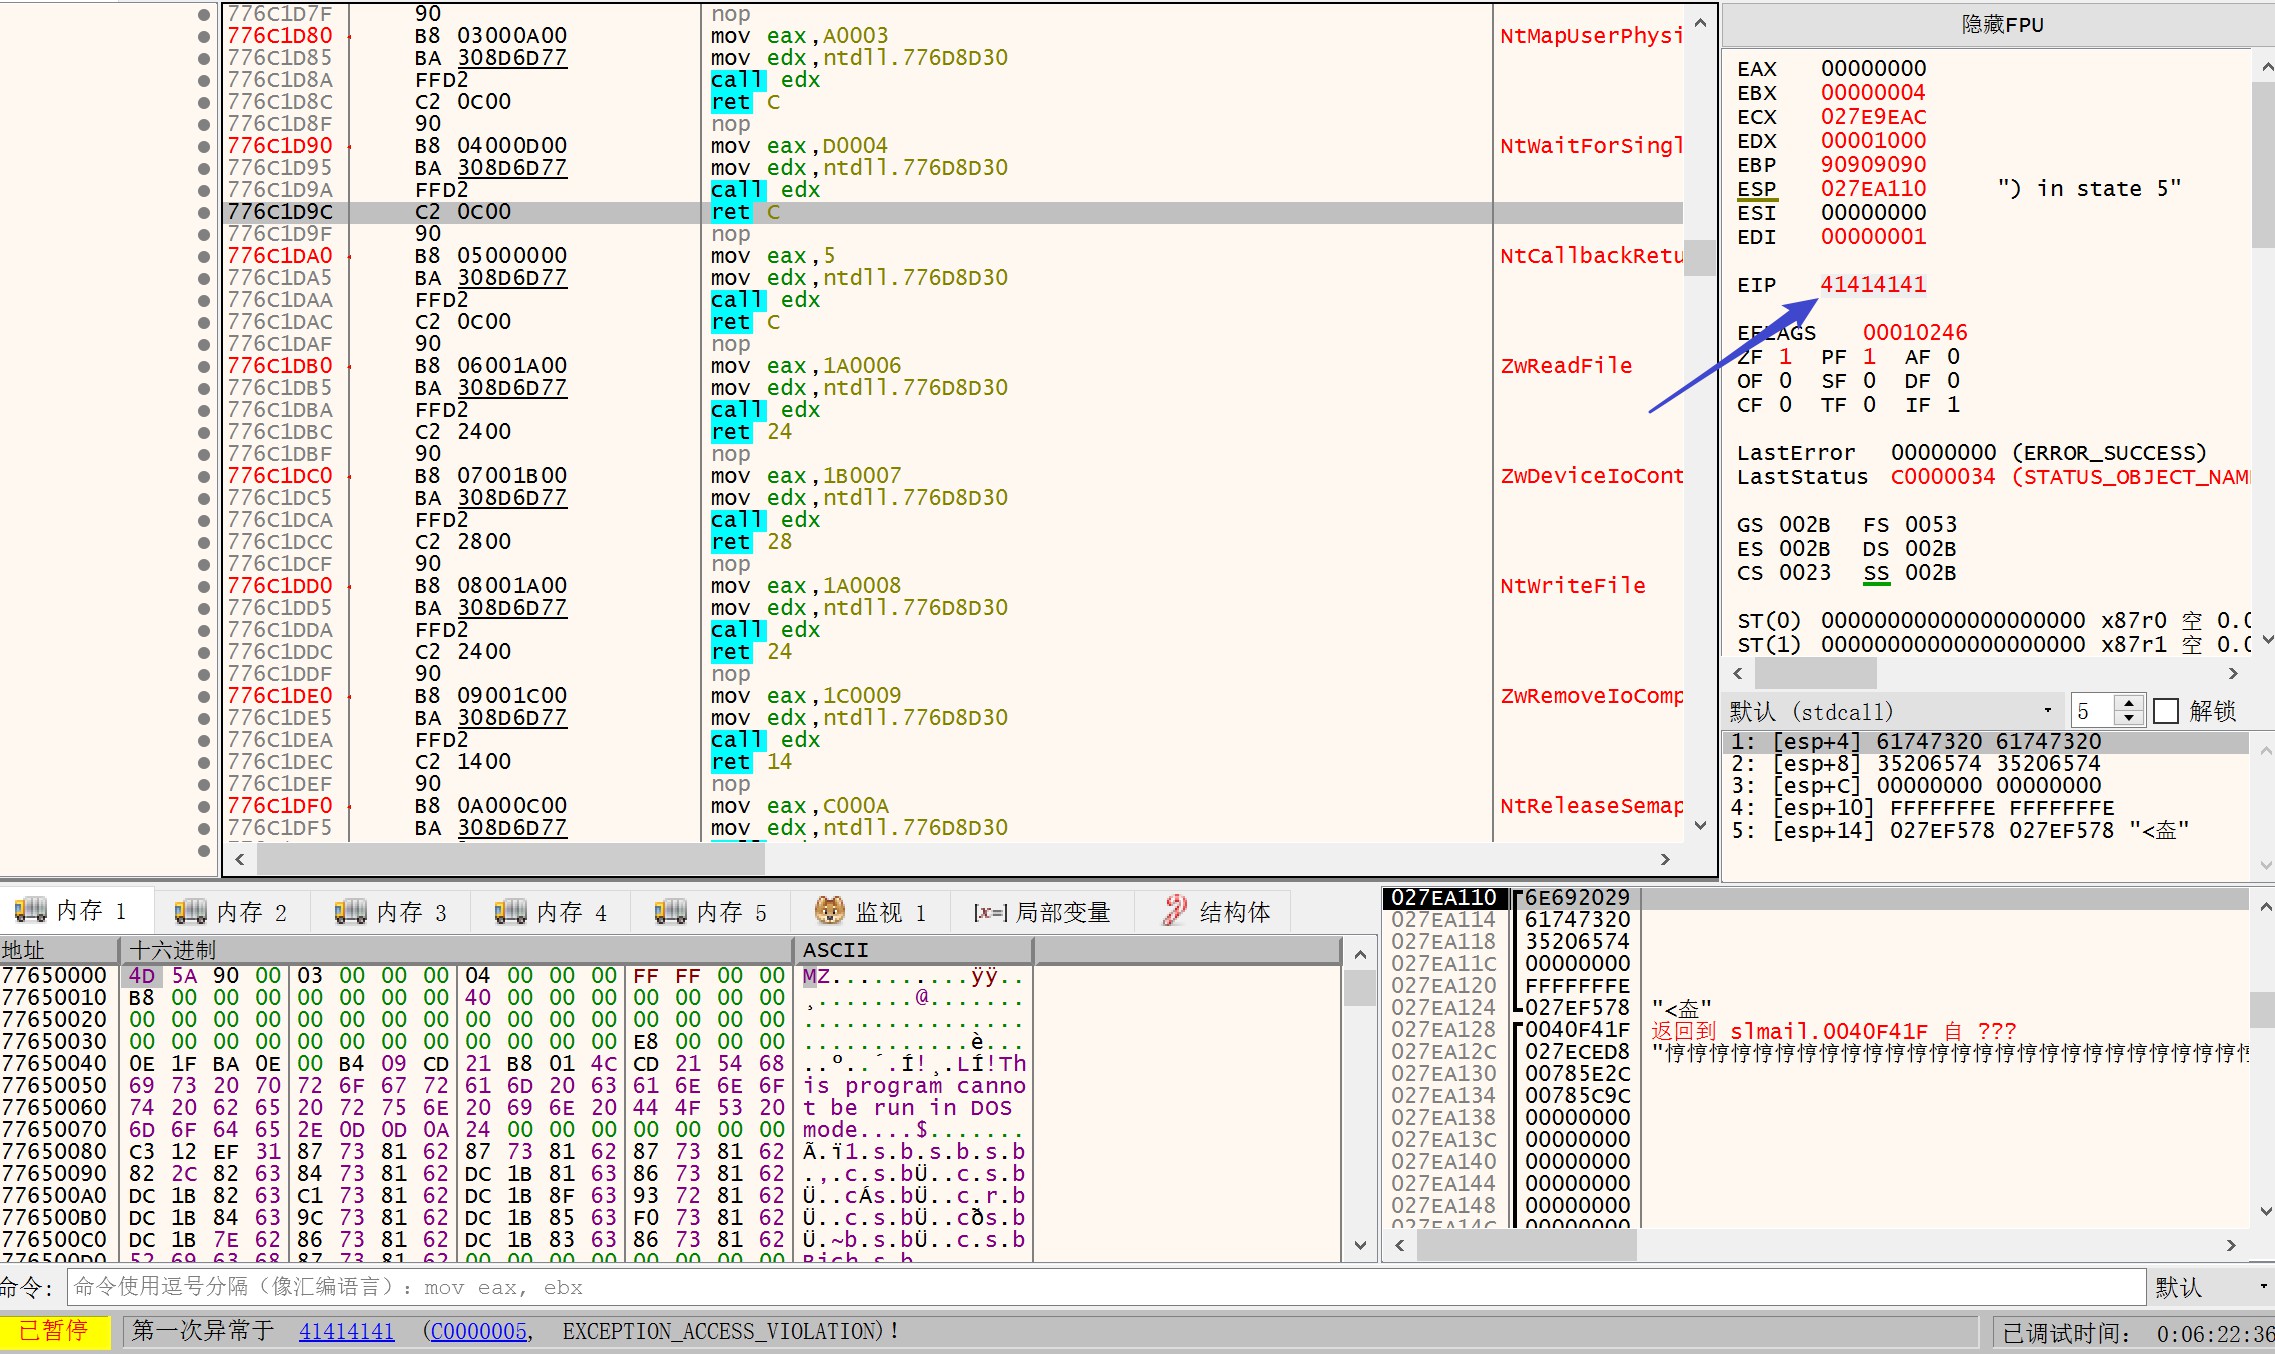 776C1D7F 90 nop
776C1D80 B8 03000A00 mov eax,A0003 NtMapUserPhysi
776C1D85 BA 308D6D77 mov edx,ntdll.776D8D30
776C1D8A FFD2 call edx
776C1D8C C2 0C00 ret C
776C1D8F 90 nop
776C1D90 B8 04000D00 mov eax,D0004 NtWaitForSingl
776C1D95 BA 308D6D77 mov edx,ntdll.776D8D30
776C1D9A FFD2 call edx
776C1D9C C2 0C00 ret C
776C1D9F 90 nop
776C1DA0 B8 05000000 mov eax,5 NtCallbackRetu
776C1DA5 BA 308D6D77 mov edx,ntdll.776D8D30
776C1DAA FFD2 call edx
776C1DAC C2 0C00 ret C
776C1DAF 90 nop
776C1DB0 B8 06001A00 mov eax,1A0006 ZwReadFile
776C1DB5 BA 308D6D77 mov edx,ntdll.776D8D30
776C1DBA FFD2 call edx
776C1DBC C2 2400 ret 24
776C1DBF 90 nop
776C1DC0 B8 07001B00 mov eax,1B0007 ZwDeviceIoCont
776C1DC5 BA 308D6D77 mov edx,ntdll.776D8D30
776C1DCA FFD2 call edx
776C1DCC C2 2800 ret 28
776C1DCF 90 nop
776C1DD0 B8 08001A00 mov eax,1A0008 NtWriteFile
776C1DD5 BA 308D6D77 mov edx,ntdll.776D8D30
776C1DDA FFD2 call edx
776C1DDC C2 2400 ret 24
776C1DDF 90 nop
776C1DE0 B8 09001C00 mov eax,1C0009 ZwRemoveIoComp
776C1DE5 BA 308D6D77 mov edx,ntdll.776D8D30
776C1DEA FFD2 call edx
776C1DEC C2 1400 ret 14
776C1DEF 90 nop
776C1DF0 B8 0A000C00 mov eax,C000A NtReleaseSemap
776C1DF5 BA 308D6D77 mov edx,ntdll.776D8D30
隐藏FPU
EAX 00000000
EBX 00000004
ECX 027E9EAC
EDX 00001000
EBP 90909090
ESP 027EA110 ") in state 5"
ESI 00000000
EDI 00000001
EIP 41414141
EFLAGS 00010246
ZF 1 PF 1 AF 0
OF 0 SF 0 DF 0
CF 0 TF 0 IF 1
LastError 00000000 (ERROR_SUCCESS)
LastStatus C0000034 (STATUS_OBJECT_NAM
GS 002B FS 0053
ES 002B DS 002B
CS 0023 SS 002B
ST(0) 00000000000000000000 x87r0 空 0.0
ST(1) 00000000000000000000 x87r1 空 0.0
默认 (stdcall) 5 解锁
1: [esp+4] 61747320 61747320
2: [esp+8] 35206574 35206574
3: [esp+C] 00000000 00000000
4: [esp+10] FFFFFFFE FFFFFFFE
5: [esp+14] 027EF578 027EF578 "<盇"
内存 1 内存 2 内存 3 内存 4 内存 5 监视 1 [x=] 局部变量 结构体
地址 十六进制 ASCII
77650000 4D 5A 90 00 03 00 00 00 04 00 00 00 FF FF 00 00 MZ..........ÿÿ..
77650010 B8 00 00 00 00 00 00 00 40 00 00 00 00 00 00 00 ¸.......@.......
77650020 00 00 00 00 00 00 00 00 00 00 00 00 00 00 00 00 ................
77650030 00 00 00 00 00 00 00 00 00 00 00 00 E8 00 00 00 ............è...
77650040 0E 1F BA 0E 00 B4 09 CD 21 B8 01 4C CD 21 54 68 ..º..´.Í!¸.LÍ!Th
77650050 69 73 20 70 72 6F 67 72 61 6D 20 63 61 6E 6E 6F is program canno
77650060 74 20 62 65 20 72 75 6E 20 69 6E 20 44 4F 53 20 t be run in DOS
77650070 6D 6F 64 65 2E 0D 0D 0A 24 00 00 00 00 00 00 00 mode....$.......
77650080 C3 12 EF 31 87 73 81 62 87 73 81 62 87 73 81 62 Ã.ï1.s.b.s.b.s.b
77650090 82 2C 82 63 84 73 81 62 DC 1B 81 63 86 73 81 62 .,.c.s.bÜ..c.s.b
776500A0 DC 1B 82 63 C1 73 81 62 DC 1B 8F 63 93 72 81 62 Ü..cÁs.bÜ..c.r.b
776500B0 DC 1B 84 63 9C 73 81 62 DC 1B 85 63 F0 73 81 62 Ü..c.s.bÜ..cðs.b
776500C0 DC 1B 7E 62 86 73 81 62 DC 1B 83 63 86 73 81 62 Ü.~b.s.bÜ..c.s.b
776500D0 52 69 63 68 87 73 81 62 00 00 00 00 00 00 00 00 Rich.s.b
027EA110 6E692029
027EA114 61747320
027EA118 35206574
027EA11C 00000000
027EA120 FFFFFFFE
027EA124 027EF578 "<盇"
027EA128 0040F41F 返回到 slmail.0040F41F 自 ???
027EA12C 027ECED8
027EA130 00785E2C
027EA134 00785C9C
027EA138 00000000
027EA13C 00000000
027EA140 00000000
027EA144 00000000
027EA148 00000000
027EA14C 00000000
命令: 命令使用逗号分隔（像汇编语言）：mov eax, ebx 默认
已暂停 第一次异常于 41414141 (C0000005, EXCEPTION_ACCESS_VIOLATION)! 已调试时间： 0:06:22:36